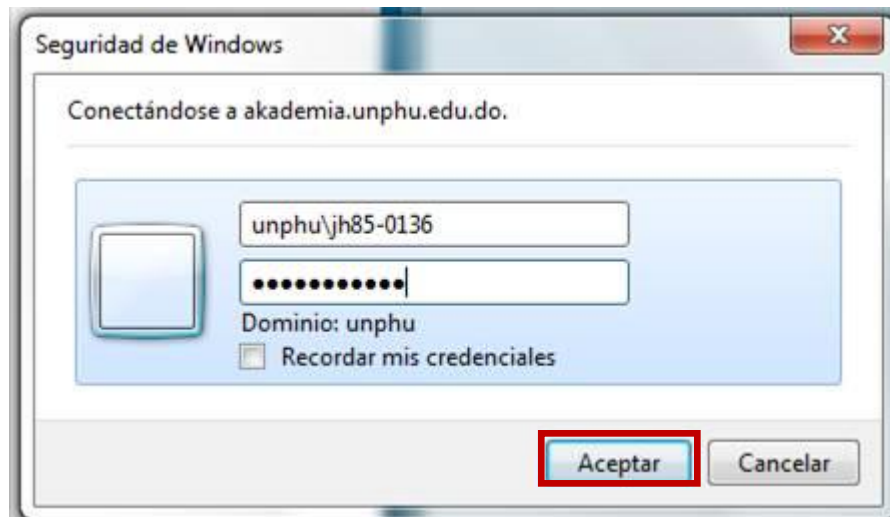 Seguridad de Windows
Conectándose a akademia.unphu.edu.do.
unphu\jh85-0136
•••••••••••
Dominio: unphu
Recordar mis credenciales
Aceptar
Cancelar